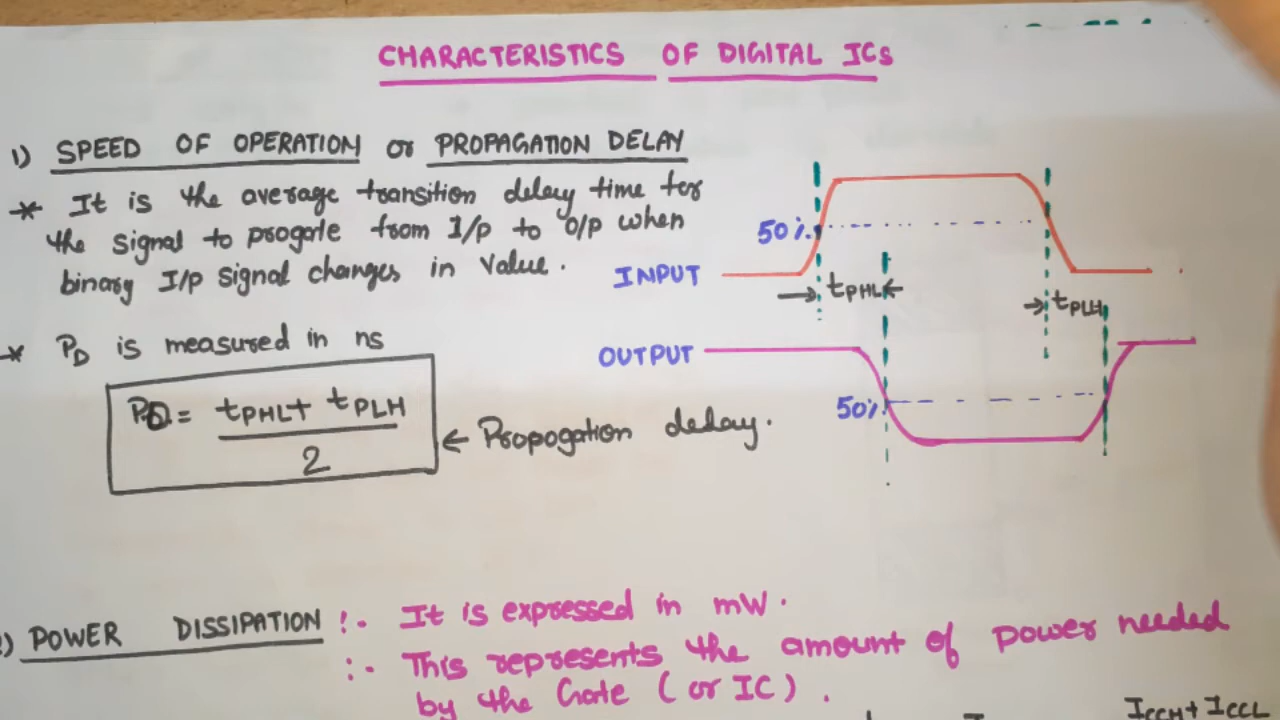 CHARACTERISTICS OF DIGITAL ICs
1) SPEED OF OPERATION or PROPAGATION DELAY
* It is the average transition delay time for
the signal to progate from I/p to O/p when
binary I/p signal changes in value.
* PD is measured in ns
PD = tPHL + tPLH
2
← Propogation delay.
50%
INPUT
tPHL
tPLH
OUTPUT
50%
POWER DISSIPATION :- It is expressed in mW.
:- This represents the amount of power needed
by the Gate (or IC).
ICCH + ICCL